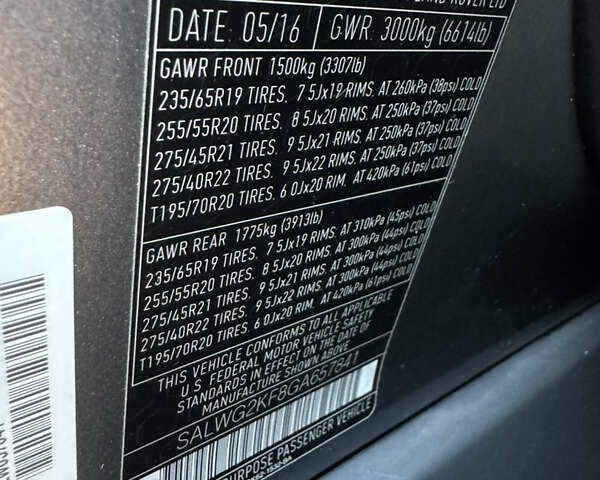 LAND ROVER LTD
DATE: 05/16 GWR: 3000kg (6614lb)
GAWR FRONT 1500kg (3307lb)
235/65R19 TIRES. 7 5Jx19 RIMS. AT 260kPa (38psi) COLD
255/55R20 TIRES. 8 5Jx20 RIMS. AT 250kPa (37psi) COLD
275/45R21 TIRES. 9 5Jx21 RIMS. AT 250kPa (37psi) COLD
275/40R22 TIRES. 9 5Jx22 RIMS. AT 250kPa (37psi) COLD
T195/70R20 TIRES. 6 0Jx20 RIM. AT 420kPa (61psi) COLD
GAWR REAR 1775kg (3913lb)
235/65R19 TIRES. 7 5Jx19 RIMS. AT 310kPa (45psi) COLD
255/55R20 TIRES. 8 5Jx20 RIMS. AT 300kPa (44psi) COLD
275/45R21 TIRES. 9 5Jx21 RIMS. AT 300kPa (44psi) COLD
275/40R22 TIRES. 9 5Jx22 RIMS. AT 300kPa (44psi) COLD
T195/70R20 TIRES. 6 0Jx20 RIM. AT 420kPa (61psi) COLD
THIS VEHICLE CONFORMS TO ALL APPLICABLE
U.S. FEDERAL MOTOR VEHICLE SAFETY
STANDARDS IN EFFECT ON THE DATE OF
MANUFACTURE SHOWN ABOVE
SALWG2KF8GA657841
PURPOSE PASSENGER VEHICLE